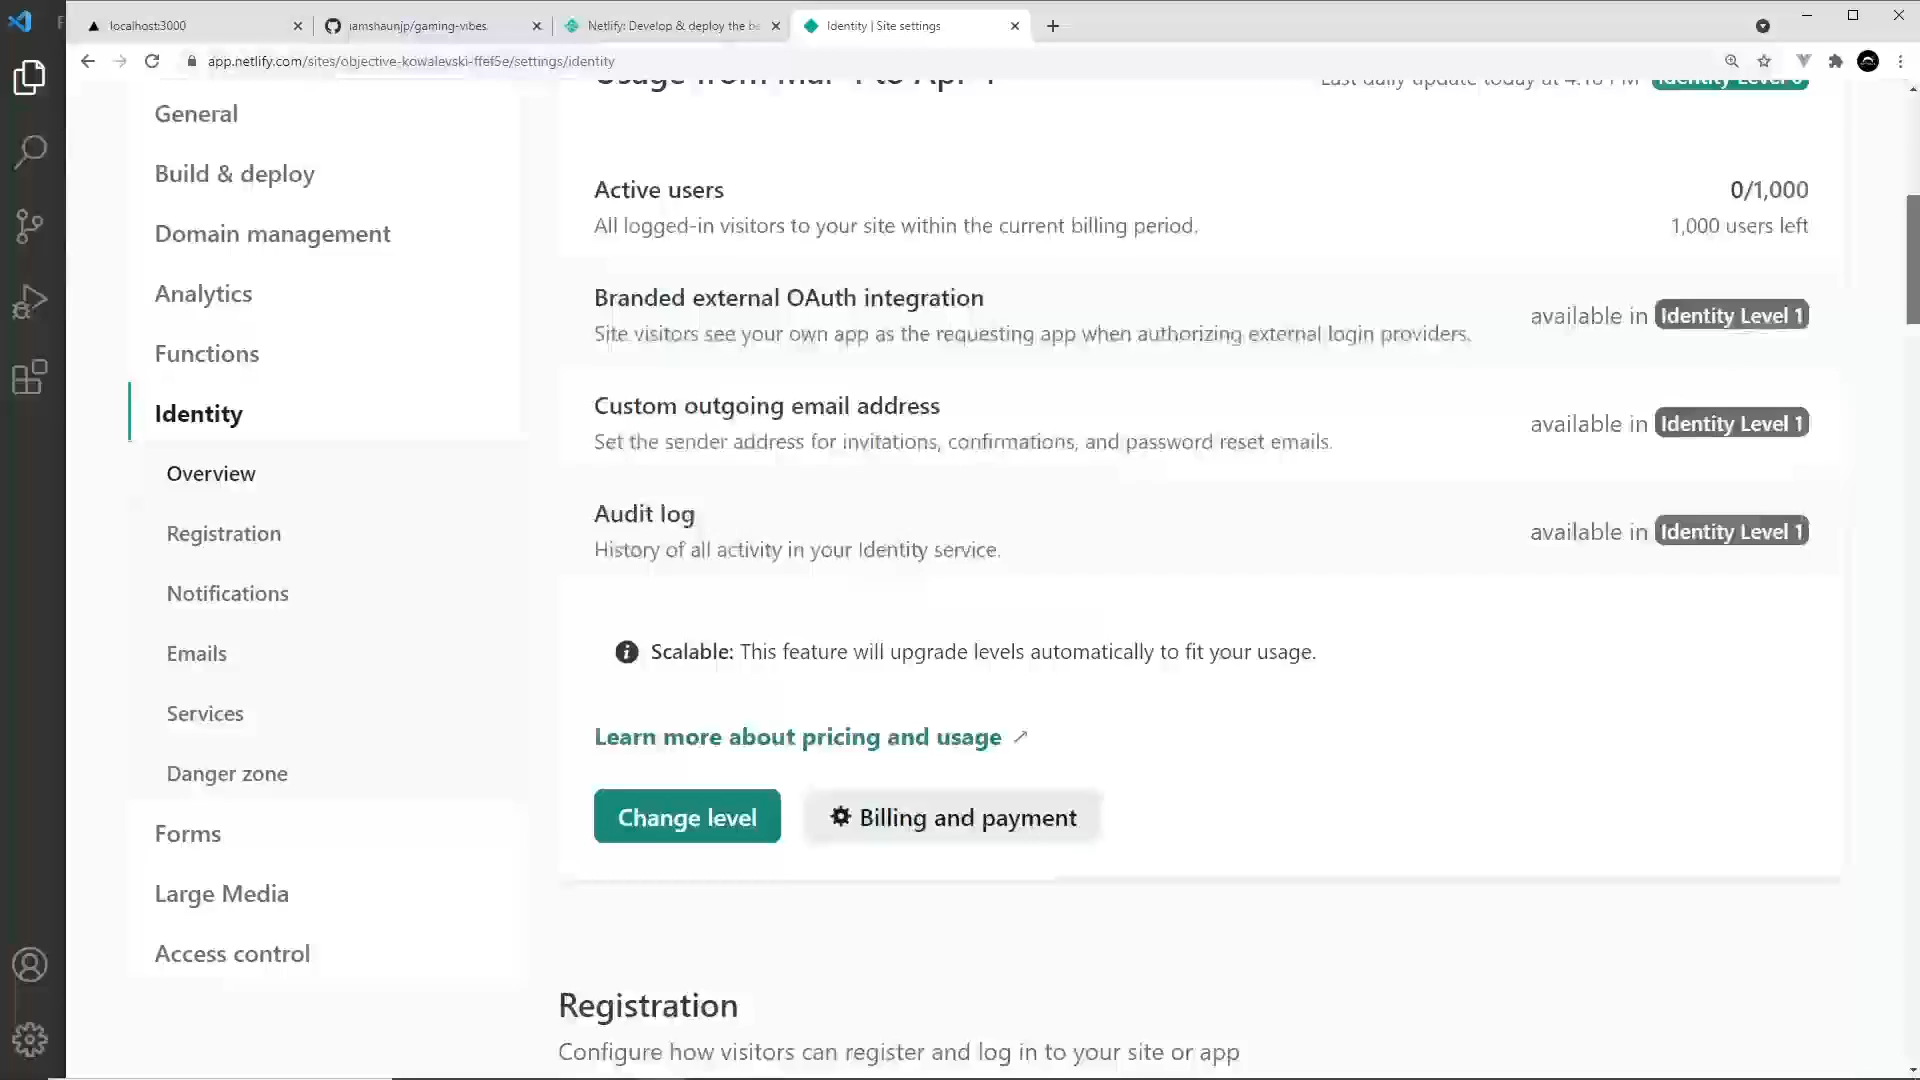 localhost:3000
iamshaunjp/gaming-vibes
Netlify: Develop & deploy the be
Identity | Site settings
app.netlify.com/sites/objective-kowalevski-ffef5e/settings/identity
General
Build & deploy
Domain management
Analytics
Functions
Identity
Overview
Registration
Notifications
Emails
Services
Danger zone
Forms
Large Media
Access control
Active users
0/1,000
All logged-in visitors to your site within the current billing period.
1,000 users left
Branded external OAuth integration
Site visitors see your own app as the requesting app when authorizing external login providers.
available in Identity Level 1
Custom outgoing email address
Set the sender address for invitations, confirmations, and password reset emails.
available in Identity Level 1
Audit log
History of all activity in your Identity service.
available in Identity Level 1
Scalable: This feature will upgrade levels automatically to fit your usage.
Learn more about pricing and usage
Change level
Billing and payment
Registration
Configure how visitors can register and log in to your site or app